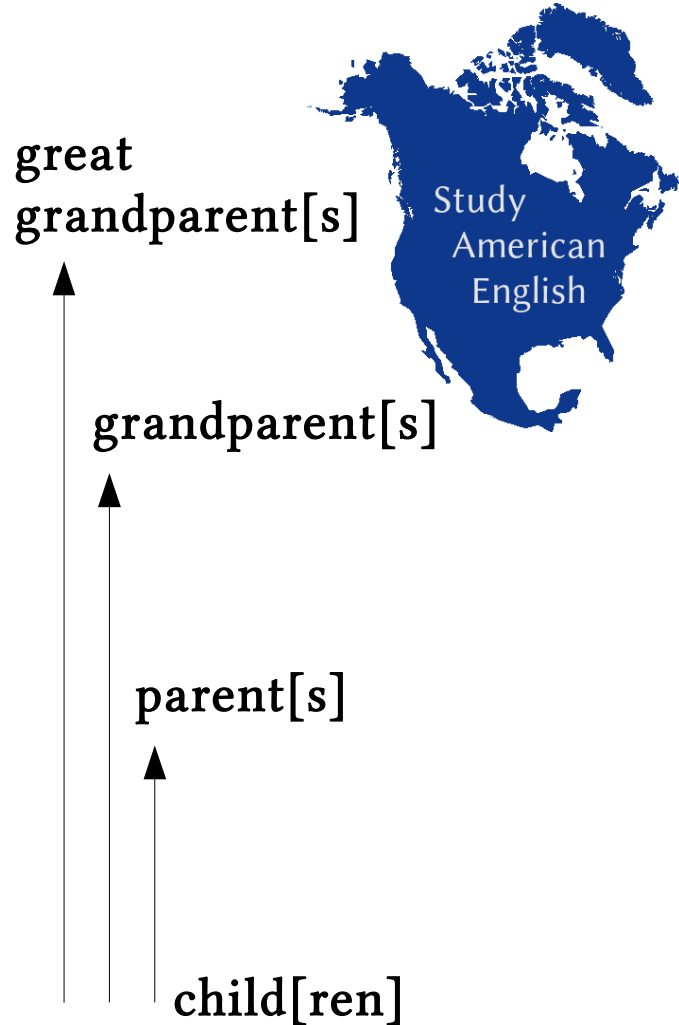 great
grandparent[s]
Study
American
English
grandparent[s]
parent[s]
child[ren]